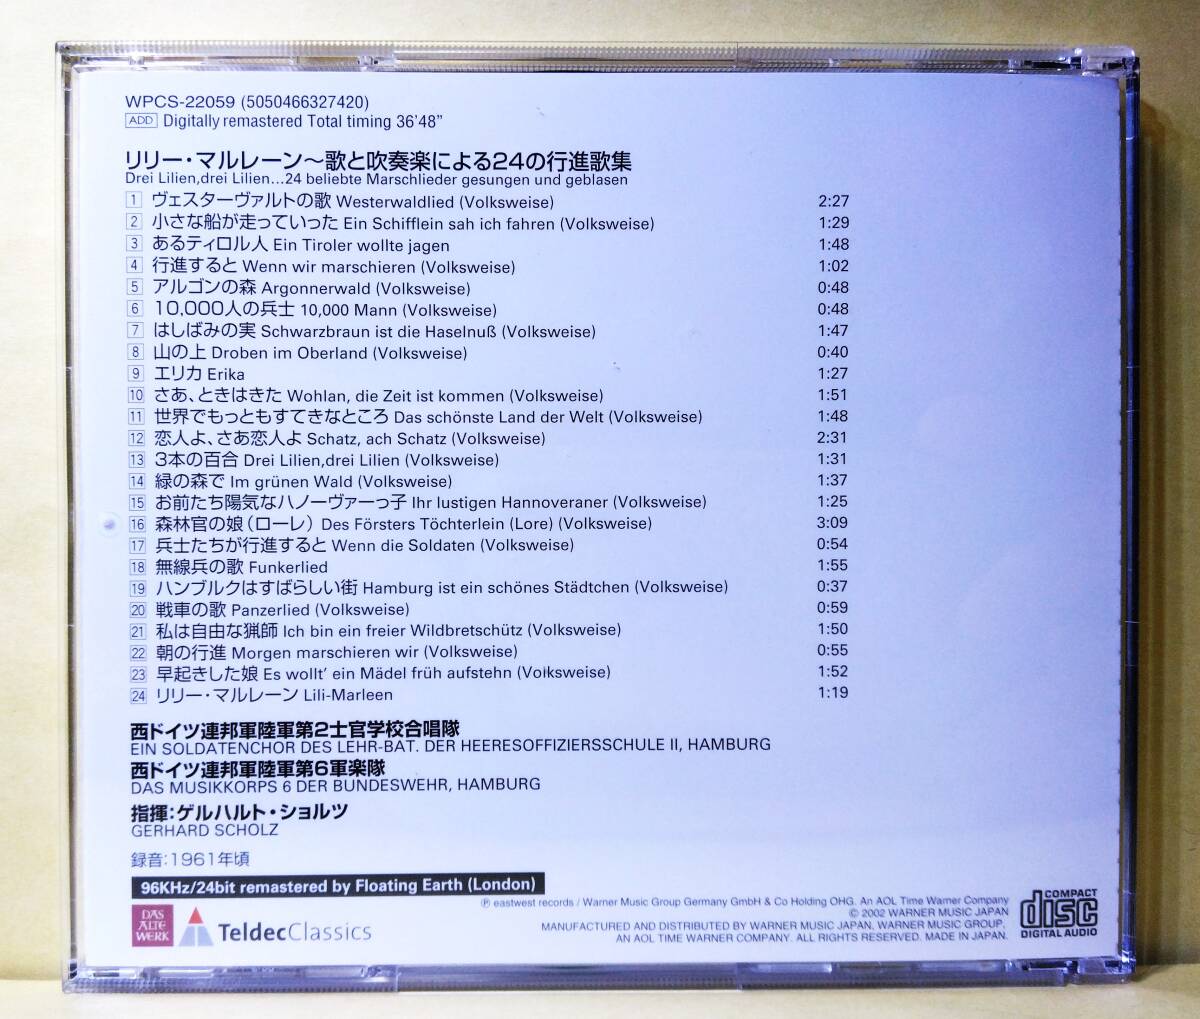 WPCS-22059 (5050466327420)
ADD Digitally remastered Total timing 36'48”
リリー・マルレーン～歌と吹奏楽による24の行進歌集
Drei Lilien,drei Lilien...24 beliebte Marschlieder gesungen und geblasen
1 ヴェスターヴァルトの歌 Westerwaldlied (Volksweise) 2:27
2 小さな船が走っていった Ein Schifflein sah ich fahren (Volksweise) 1:29
3 あるティロル人 Ein Tiroler wollte jagen 1:48
4 行進すると Wenn wir marschieren (Volksweise) 1:02
5 アルゴンの森 Argonnerwald (Volksweise) 0:48
6 10,000人の兵士 10,000 Mann (Volksweise) 0:48
7 はしばみの実 Schwarzbraun ist die Haselnuß (Volksweise) 1:47
8 山の上 Droben im Oberland (Volksweise) 0:40
9 エリカ Erika 1:27
10 さあ、ときはきた Wohlan, die Zeit ist kommen (Volksweise) 1:51
11 世界でもっともすてきなところ Das schönste Land der Welt (Volksweise) 1:48
12 恋人よ、さあ恋人よ Schatz, ach Schatz (Volksweise) 2:31
13 3本の百合 Drei Lilien,drei Lilien (Volksweise) 1:31
14 緑の森で Im grünen Wald (Volksweise) 1:37
15 お前たち陽気なハノーヴァーっ子 Ihr lustigen Hannoveraner (Volksweise) 1:25
16 森林官の娘（ローレ） Des Försters Töchterlein (Lore) (Volksweise) 3:09
17 兵士たちが行進すると Wenn die Soldaten (Volksweise) 0:54
18 無線兵の歌 Funkerlied 1:55
19 ハンブルクはすばらしい街 Hamburg ist ein schönes Städtchen (Volksweise) 0:37
20 戦車の歌 Panzerlied (Volksweise) 0:59
21 私は自由な猟師 Ich bin ein freier Wildbretschütz (Volksweise) 1:50
22 朝の行進 Morgen marschieren wir (Volksweise) 0:55
23 早起きした娘 Es wollt' ein Mädel früh aufstehn (Volksweise) 1:52
24 リリー・マルレーン Lili-Marleen 1:19
西ドイツ連邦軍陸軍第2士官学校合唱隊
EIN SOLDATENCHOR DES LEHR-BAT. DER HEERESOFFIZIERSSCHULE II, HAMBURG
西ドイツ連邦軍陸軍第6軍楽隊
DAS MUSIKKORPS 6 DER BUNDESWEHR, HAMBURG
指揮：ゲルハルト・ショルツ
GERHARD SCHOLZ
録音：1961年頃
96KHz/24bit remastered by Floating Earth (London)
DAS ALTE WERK
TeldecClassics
Ⓟ eastwest records / Warner Music Group Germany GmbH & Co Holding OHG. An AOL Time Warner Company
© 2002 WARNER MUSIC JAPAN
MANUFACTURED AND DISTRIBUTED BY WARNER MUSIC JAPAN, WARNER MUSIC GROUP,
AN AOL TIME WARNER COMPANY. ALL RIGHTS RESERVED. MADE IN JAPAN.
COMPACT
disc
DIGITAL AUDIO